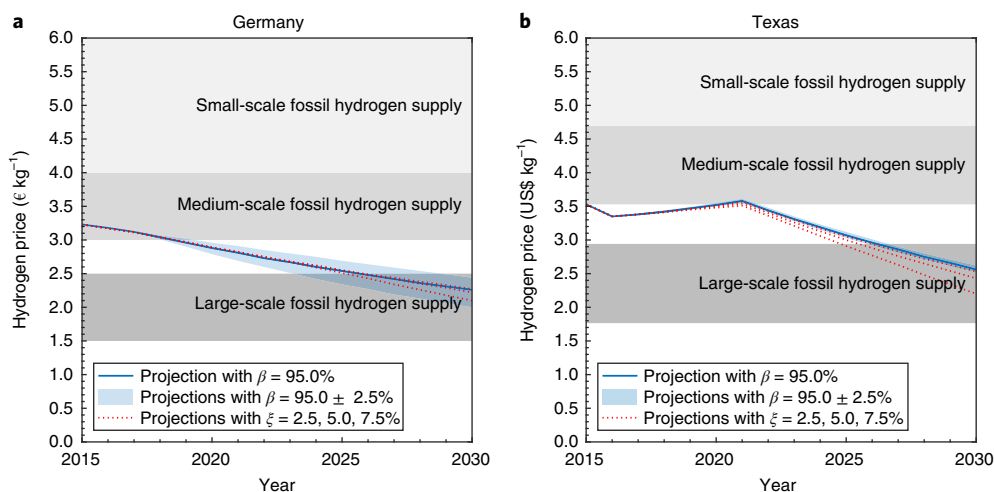 a
Germany
Hydrogen price (€ kg⁻¹)
6.0
5.5
5.0
4.5
4.0
3.5
3.0
2.5
2.0
1.5
1.0
0.5
0.0
Small-scale fossil hydrogen supply
Medium-scale fossil hydrogen supply
Large-scale fossil hydrogen supply
Projection with β = 95.0%
Projections with β = 95.0 ± 2.5%
Projections with ξ = 2.5, 5.0, 7.5%
2015 2020 2025 2030
Year
b
Texas
Hydrogen price (US$ kg⁻¹)
6.0
5.5
5.0
4.5
4.0
3.5
3.0
2.5
2.0
1.5
1.0
0.5
0.0
Small-scale fossil hydrogen supply
Medium-scale fossil hydrogen supply
Large-scale fossil hydrogen supply
Projection with β = 95.0%
Projections with β = 95.0 ± 2.5%
Projections with ξ = 2.5, 5.0, 7.5%
2015 2020 2025 2030
Year